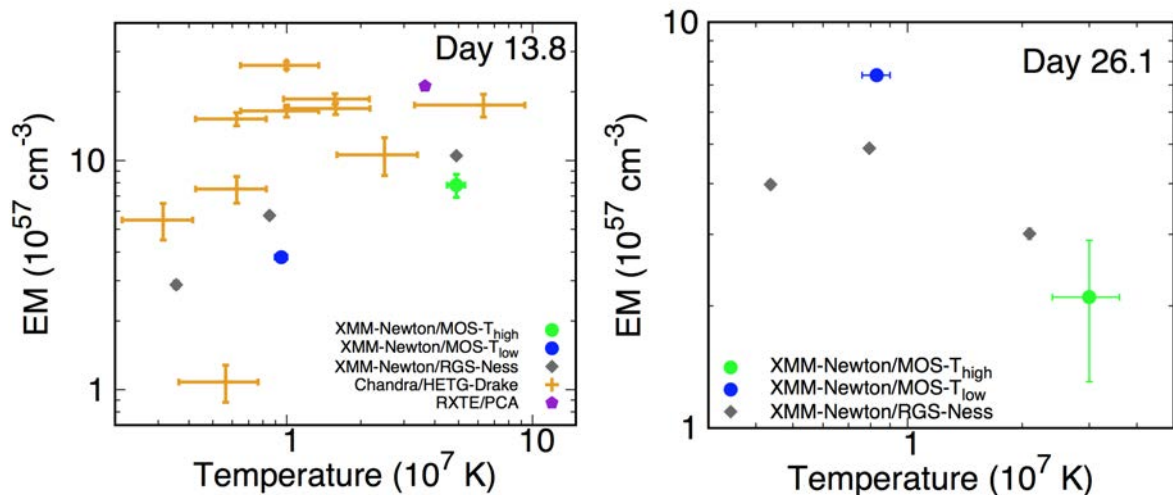 Day 13.8
EM (10^57 cm^-3)
10
1
XMM-Newton/MOS-T_high
XMM-Newton/MOS-T_low
XMM-Newton/RGS-Ness
Chandra/HETG-Drake
RXTE/PCA
1
10
Temperature (10^7 K)
10
Day 26.1
EM (10^57 cm^-3)
1
XMM-Newton/MOS-T_high
XMM-Newton/MOS-T_low
XMM-Newton/RGS-Ness
1
Temperature (10^7 K)